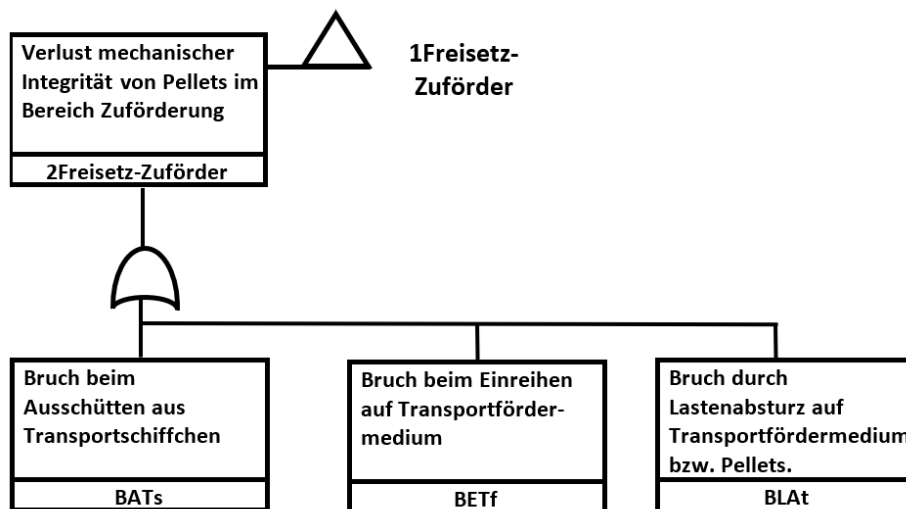 Verlust mechanischer
Integrität von Pellets im
Bereich Zuförderung
2Freisetz-Zuförder
1Freisetz-
Zuförder
Bruch beim
Ausschütten aus
Transportschiffchen
BATs
Bruch beim Einreihen
auf Transportförder-
medium
BETf
Bruch durch
Lastenabsturz auf
Transportfördermedium
bzw. Pellets.
BLAt